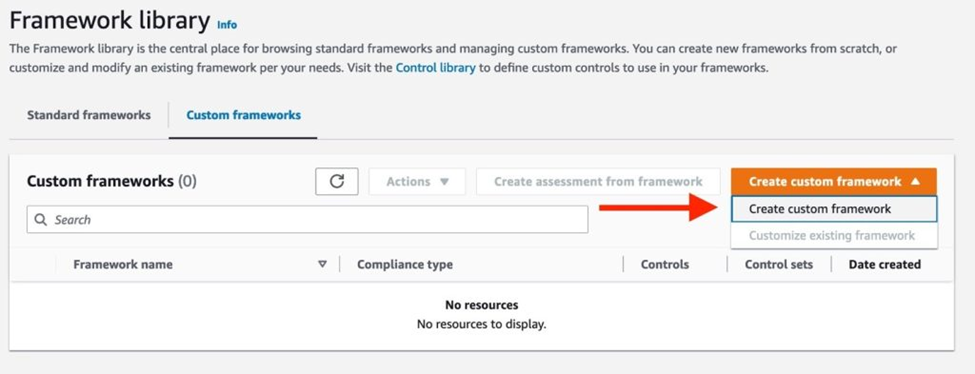 Framework library Info
The Framework library is the central place for browsing standard frameworks and managing custom frameworks. You can create new frameworks from scratch, or
customize and modify an existing framework per your needs. Visit the Control library to define custom controls to use in your frameworks.
Standard frameworks Custom frameworks
Custom frameworks (0) Actions Create assessment from framework Create custom framework
Search
Create custom framework
Customize existing framework
Framework name Compliance type Controls Control sets Date created
No resources
No resources to display.